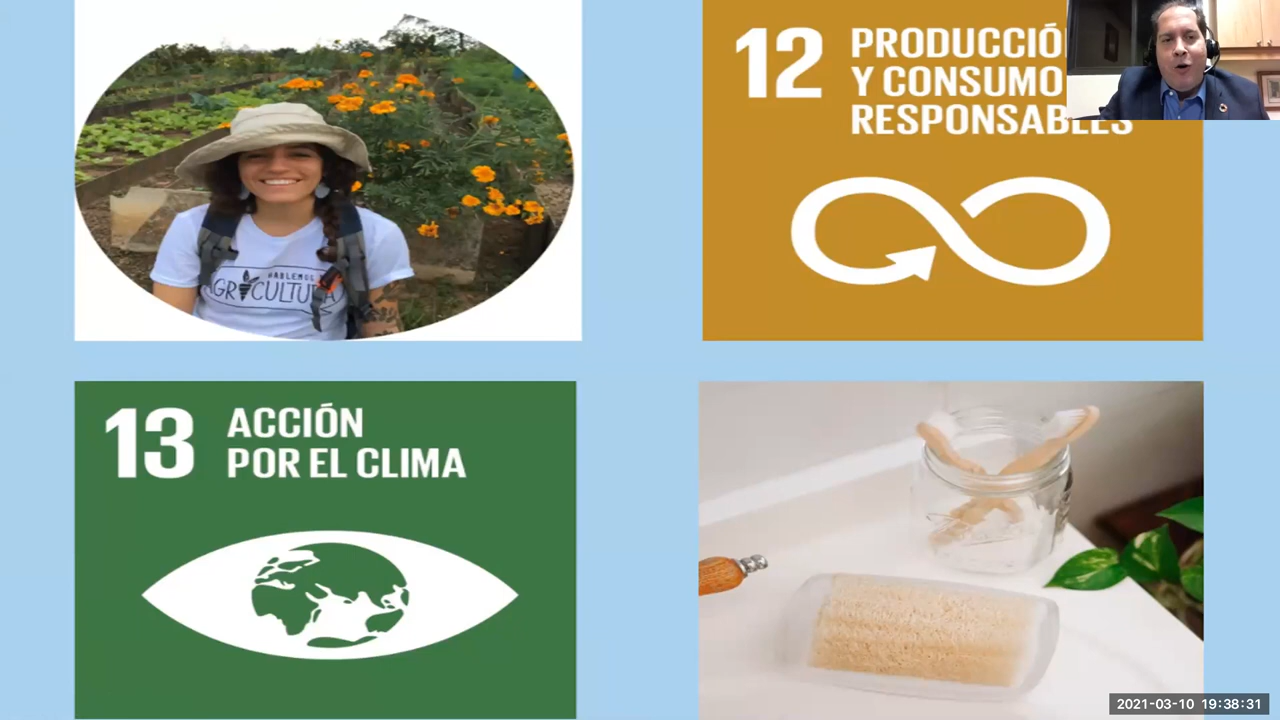 12
PRODUCCIÓ
Y CONSUMO
RESPONSABLES
HABLEMOS
AGRICULTURA
13
ACCIÓN
POR EL CLIMA
2021-03-10 19:38:31